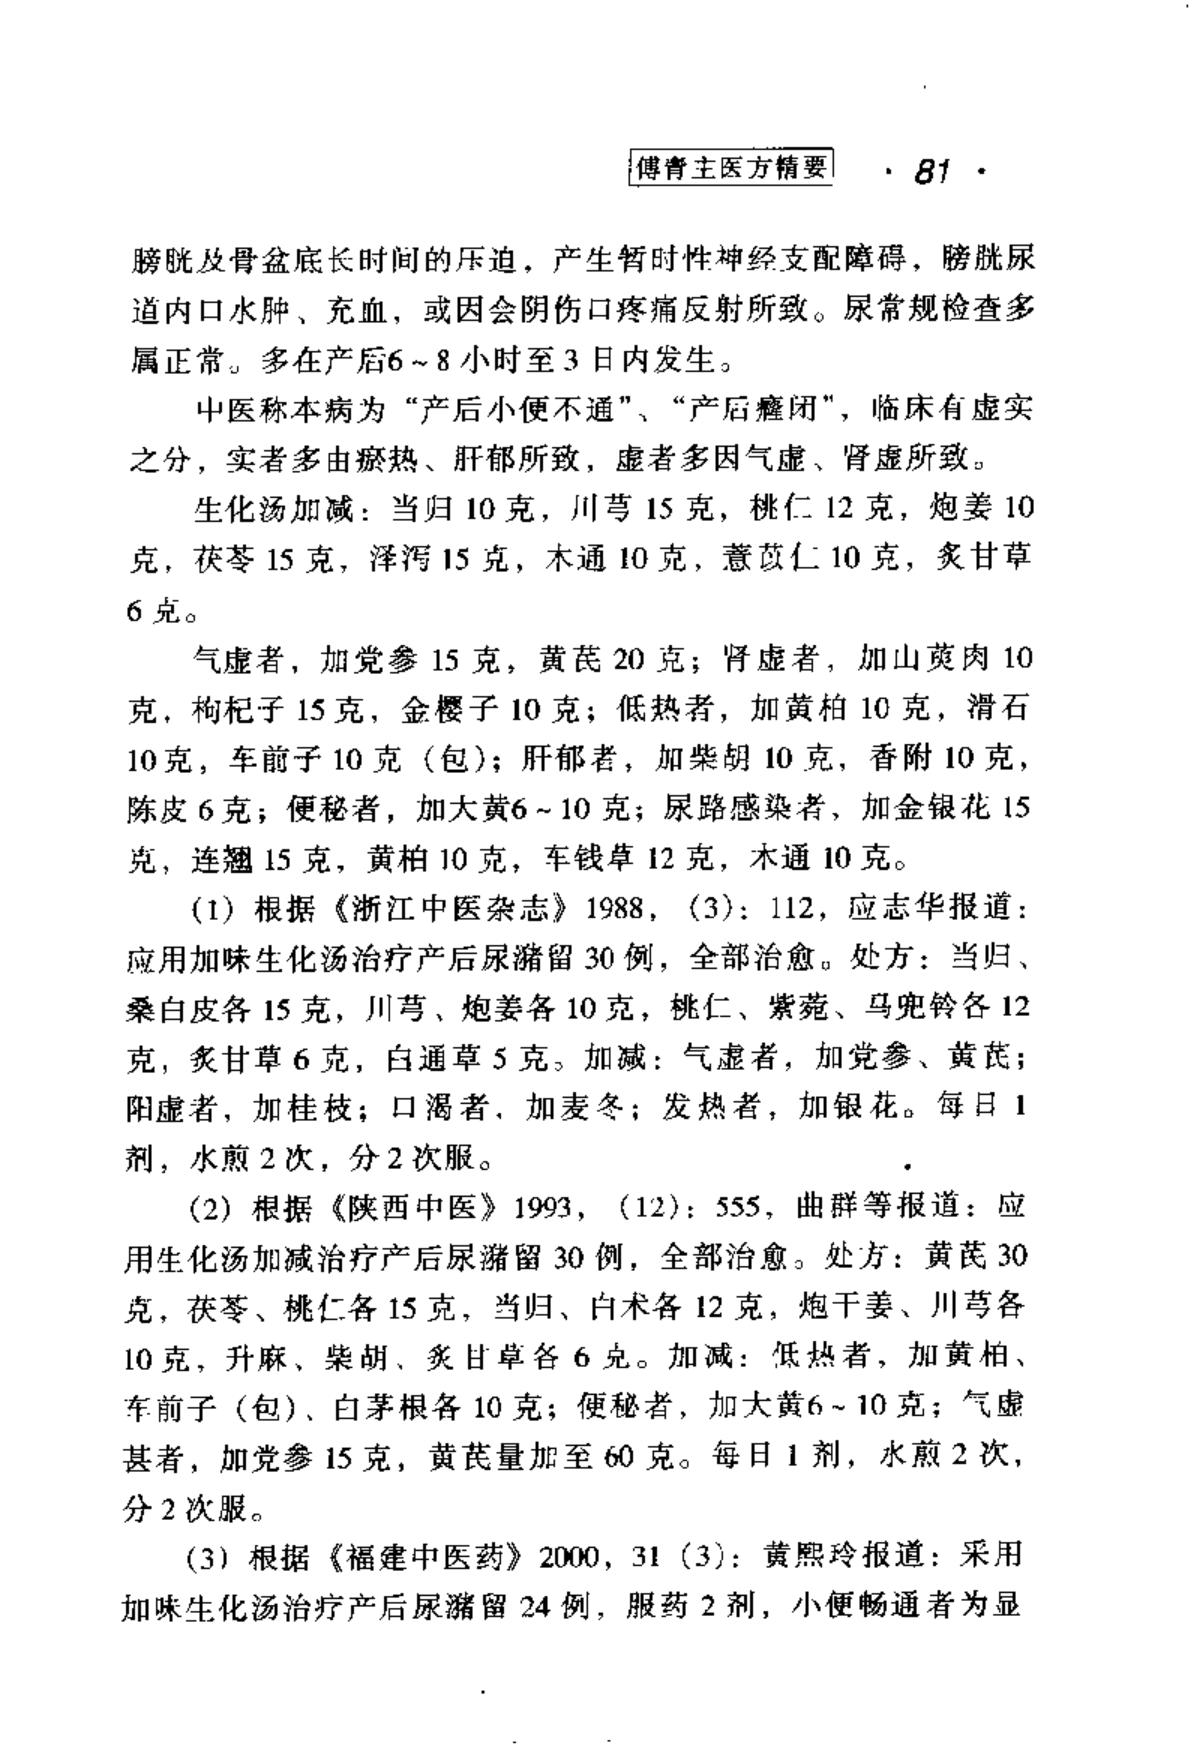 傅青主医方精要 · 81 ·
膀胱及骨盆底长时间的压迫，产生暂时性神经支配障碍，膀胱尿
道内口水肿、充血，或因会阴伤口疼痛反射所致。尿常规检查多
属正常。多在产后6~8小时至3日内发生。
中医称本病为“产后小便不通”、“产后癃闭”，临床有虚实
之分，实者多由瘀热、肝郁所致，虚者多因气虚、肾虚所致。
生化汤加减：当归10克，川芎15克，桃仁12克，炮姜10
克，茯苓15克，泽泻15克，木通10克，薏苡仁10克，炙甘草
6克。
气虚者，加党参15克，黄芪20克；肾虚者，加山萸肉10
克，枸杞子15克，金樱子10克；低热者，加黄柏10克，滑石
10克，车前子10克（包）；肝郁者，加柴胡10克，香附10克，
陈皮6克；便秘者，加大黄6~10克；尿路感染者，加金银花15
克，连翘15克，黄柏10克，车钱草12克，木通10克。
（1）根据《浙江中医杂志》1988，（3）：112，应志华报道：
应用加味生化汤治疗产后尿潴留30例，全部治愈。处方：当归、
桑白皮各15克，川芎、炮姜各10克，桃仁、紫菀、马兜铃各12
克，炙甘草6克，白通草5克。加减：气虚者，加党参、黄芪；
阳虚者，加桂枝；口渴者，加麦冬；发热者，加银花。每日1
剂，水煎2次，分2次服。
（2）根据《陕西中医》1993，（12）：555，曲群等报道：应
用生化汤加减治疗产后尿潴留30例，全部治愈。处方：黄芪30
克，茯苓、桃仁各15克，当归、白术各12克，炮干姜、川芎各
10克，升麻、柴胡、炙甘草各6克。加减：低热者，加黄柏、
车前子（包）、白茅根各10克；便秘者，加大黄6~10克；气虚
甚者，加党参15克，黄芪量加至60克。每日1剂，水煎2次，
分2次服。
（3）根据《福建中医药》2000，31（3）：黄熙玲报道：采用
加味生化汤治疗产后尿潴留24例，服药2剂，小便畅通者为显